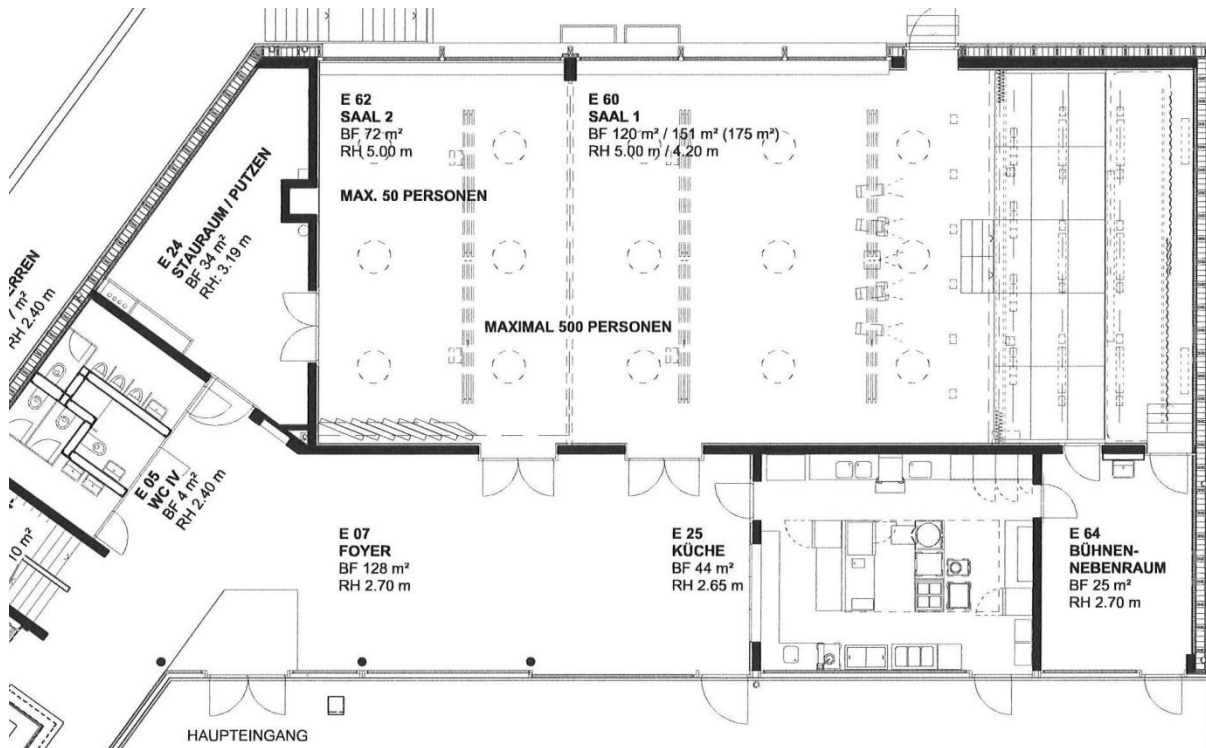 E 62
SAAL 2
BF 72 m²
RH 5.00 m
MAX. 50 PERSONEN
E 60
SAAL 1
BF 120 m² / 151 m² (175 m²)
RH 5.00 m / 4.20 m
MAXIMAL 500 PERSONEN
E 24
STAURAUM / PUTZEN
BF 34 m²
RH: 3.19 m
RH 2.40 m
E 05
WC IV
BF 4 m²
RH 2.40 m
E 07
FOYER
BF 128 m²
RH 2.70 m
E 25
KÜCHE
BF 44 m²
RH 2.65 m
E 64
BÜHNEN-
NEBENRAUM
BF 25 m²
RH 2.70 m
HAUPTEINGANG